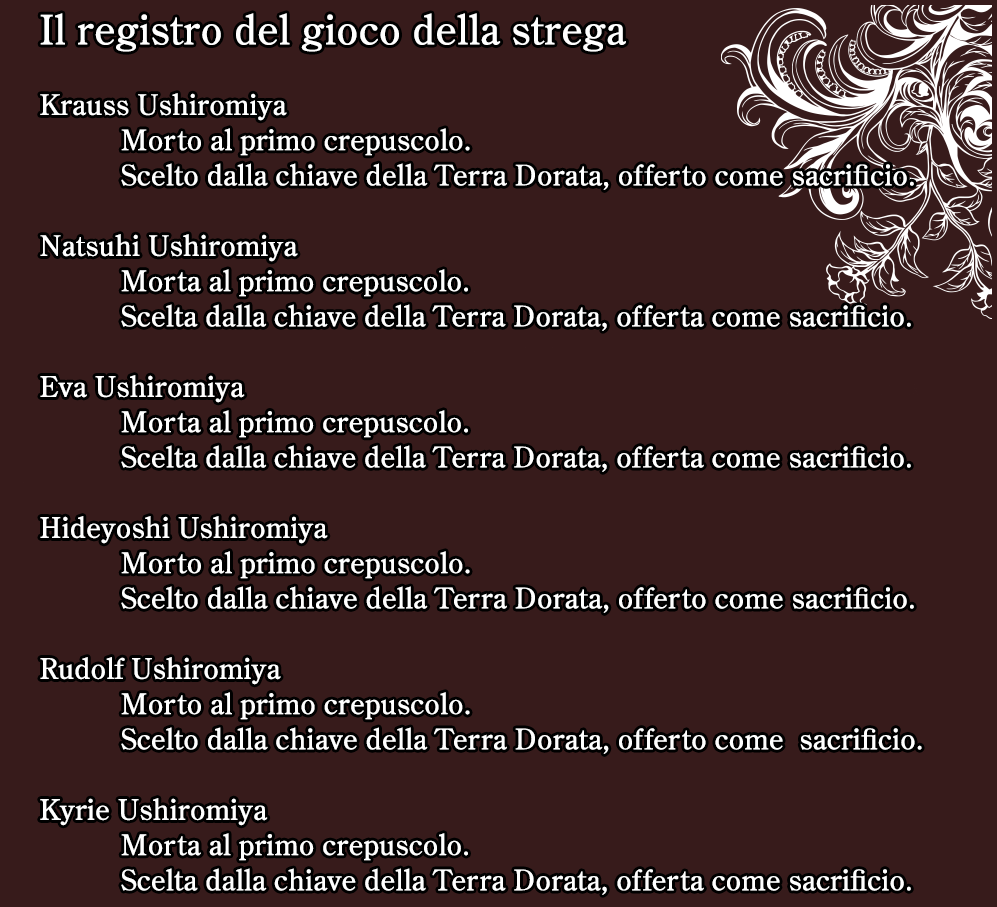 Il registro del gioco della strega
Krauss Ushiromiya
Morto al primo crepuscolo.
Scelto dalla chiave della Terra Dorata, offerto come sacrificio.
Natsuhi Ushiromiya
Morta al primo crepuscolo.
Scelta dalla chiave della Terra Dorata, offerta come sacrificio.
Eva Ushiromiya
Morta al primo crepuscolo.
Scelta dalla chiave della Terra Dorata, offerta come sacrificio.
Hideyoshi Ushiromiya
Morto al primo crepuscolo.
Scelto dalla chiave della Terra Dorata, offerto come sacrificio.
Rudolf Ushiromiya
Morto al primo crepuscolo.
Scelto dalla chiave della Terra Dorata, offerto come  sacrificio.
Kyrie Ushiromiya
Morta al primo crepuscolo.
Scelta dalla chiave della Terra Dorata, offerta come sacrificio.